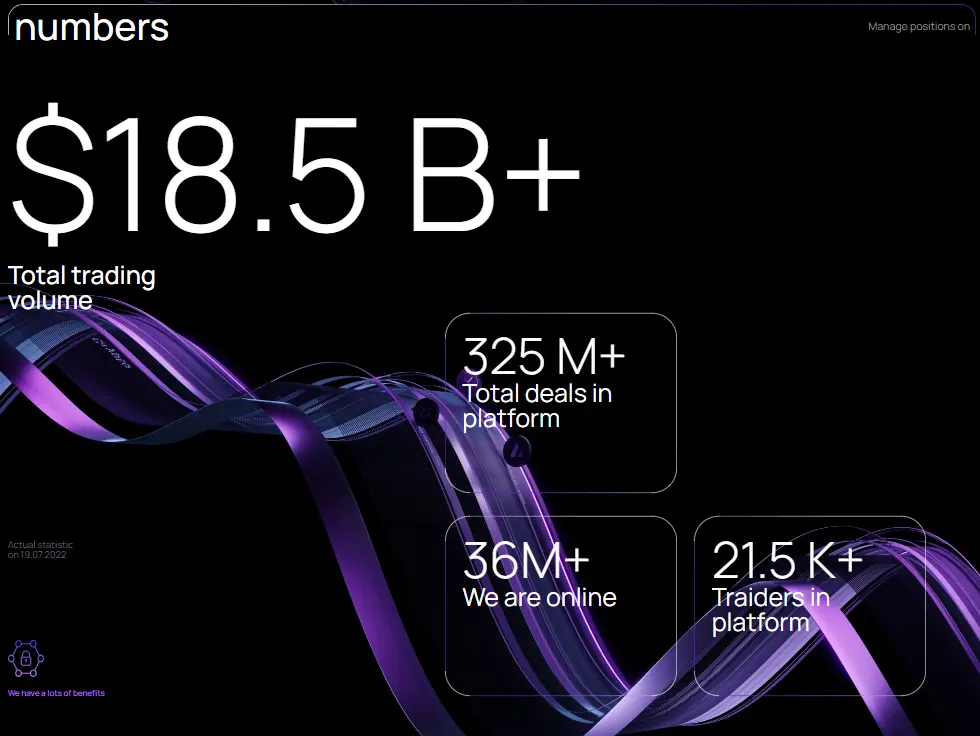 numbers
Manage positions on
$18.5 B+
Total trading
volume
325 M+
Total deals in
platform
36M+
We are online
21.5 K+
Traiders in
platform
Actual statistic
on 19.07.2022
We have a lots of benefits